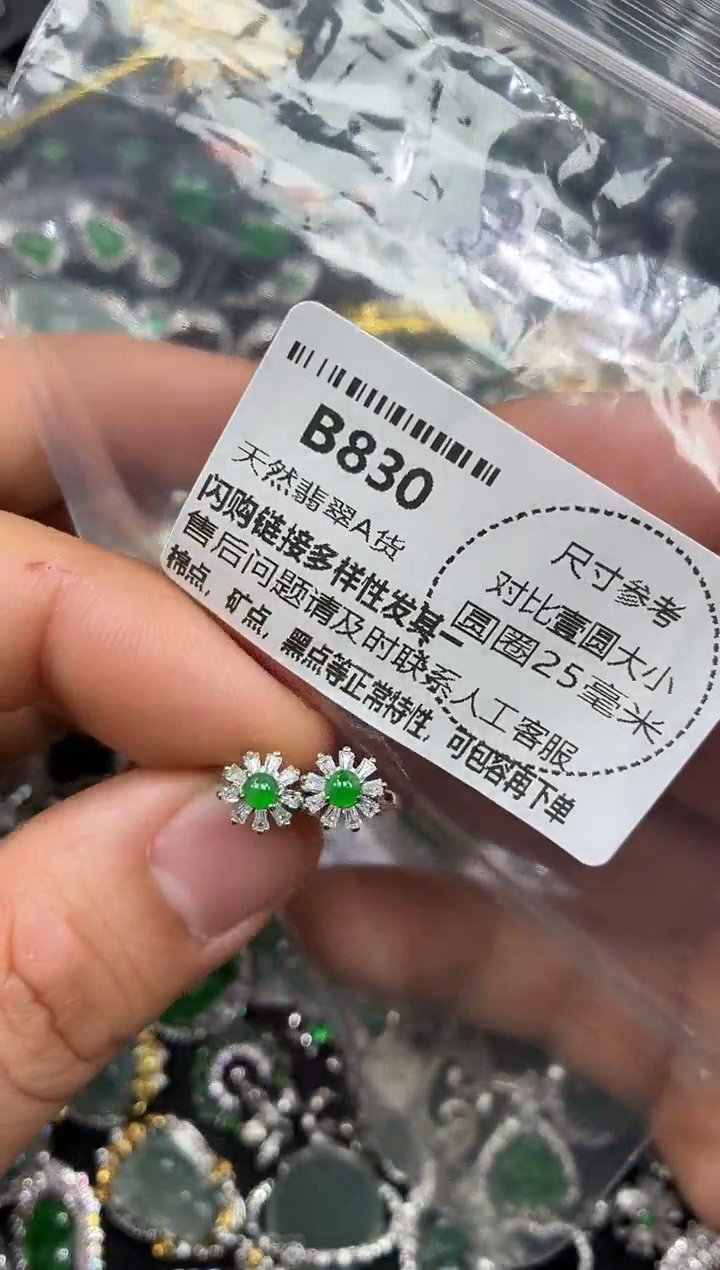 B830
天然翡翠A货
闪购链接多样性发其一
售后问题请及时联系人工客服
棉点，矿点，黑点等正常特性，可包容再下单
尺寸参考
对比壹圆大小
圆圈25毫米